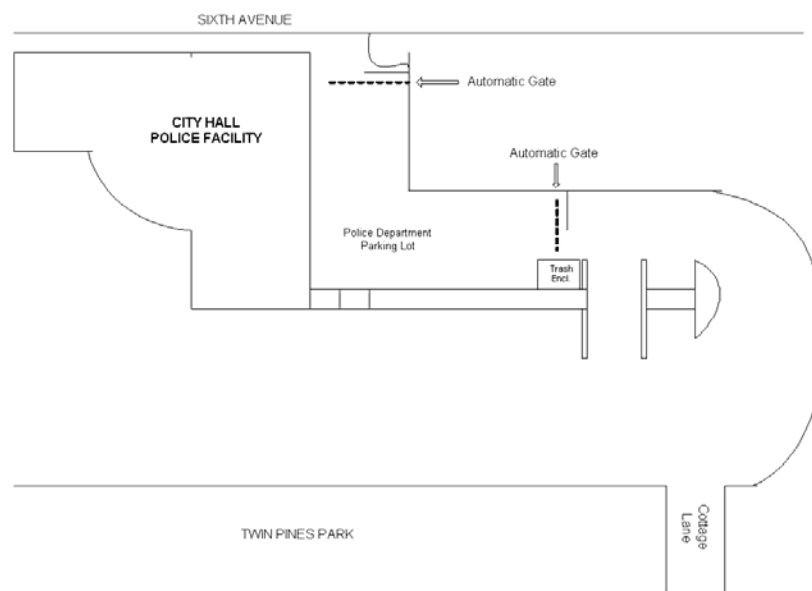 SIXTH AVENUE
Automatic Gate
CITY HALL
POLICE FACILITY
Automatic Gate
Police Department
Parking Lot
Trash
Encl.
Cottage
Lane
TWIN PINES PARK